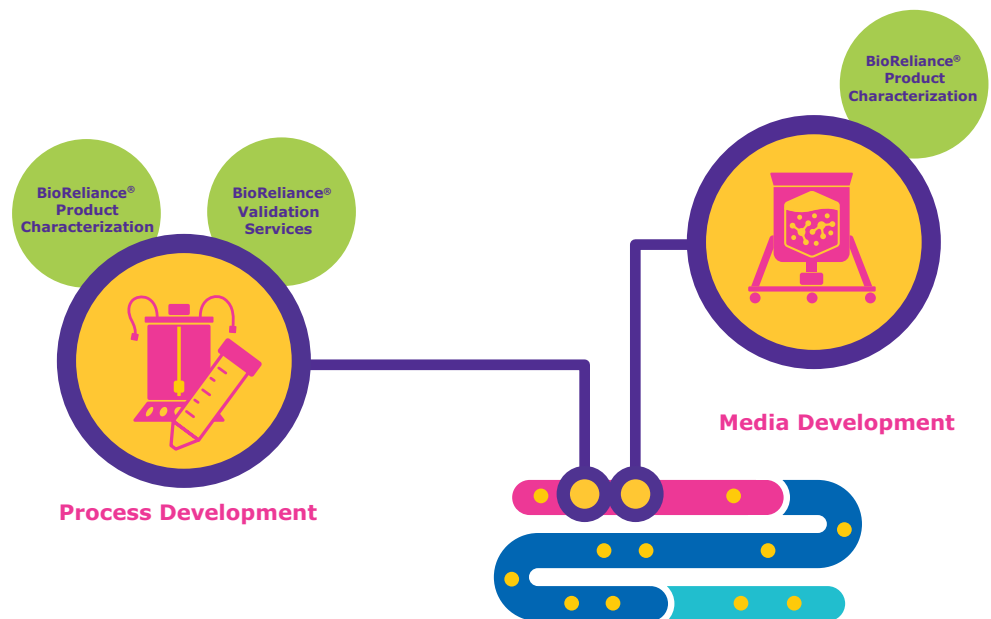 BioReliance®
Product
Characterization
BioReliance®
Product
Characterization
BioReliance®
Validation
Services
Media Development
Process Development